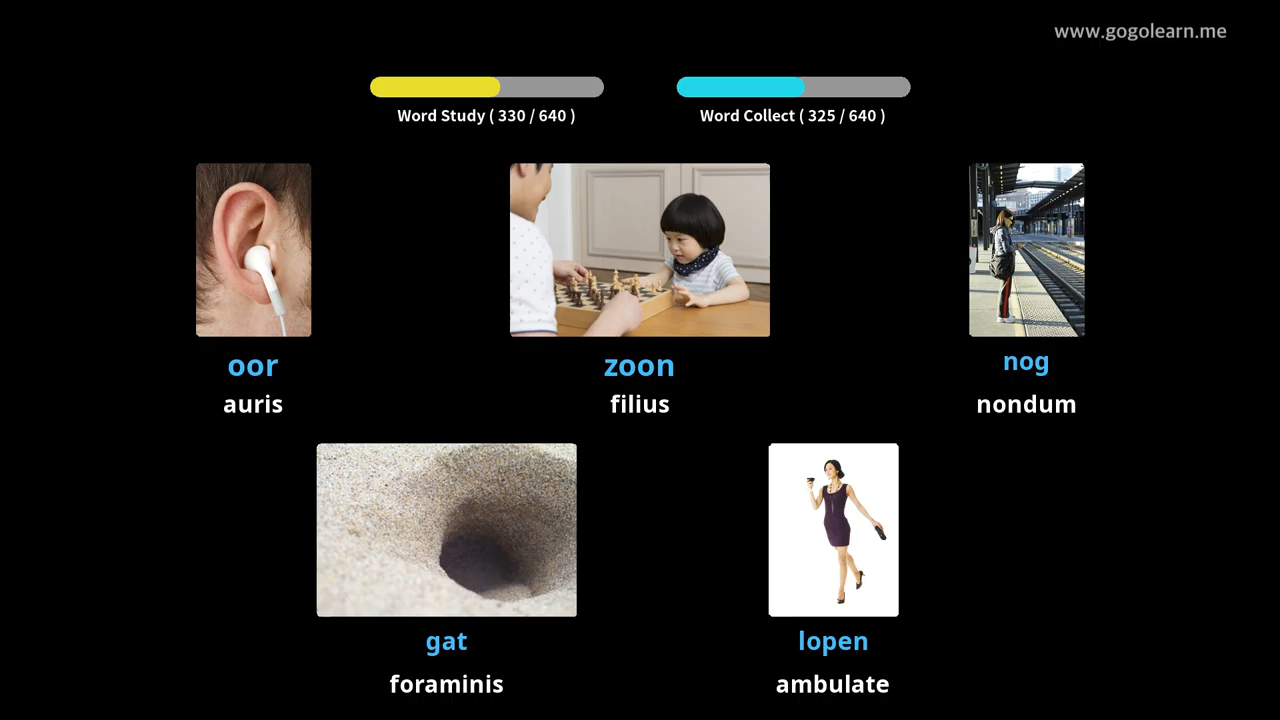 www.gogolearn.me
Word Study ( 330 / 640 )
Word Collect ( 325 / 640 )
oor
auris
zoon
filius
nog
nondum
gat
foraminis
lopen
ambulate